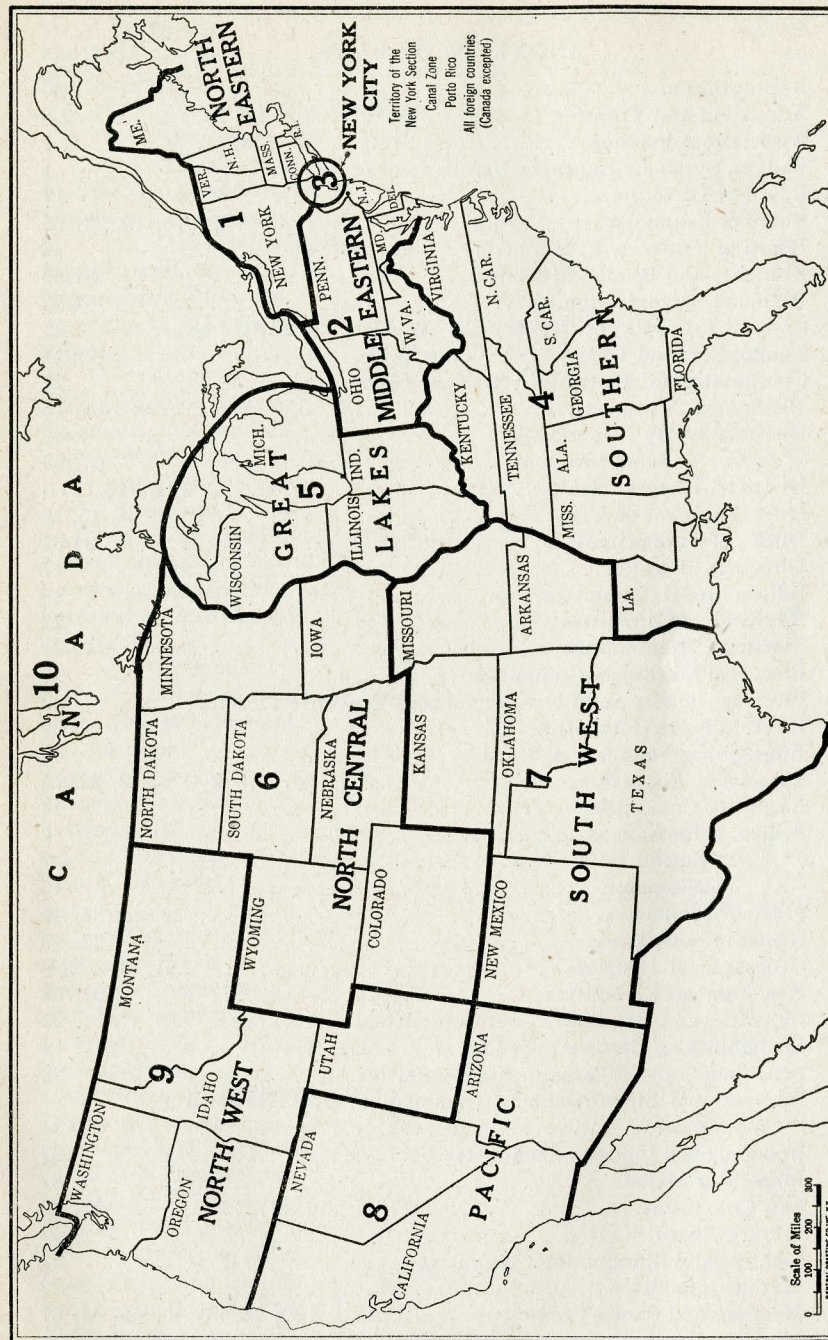 10
C A N A D A
WASHINGTON
MONTANA
NORTH DAKOTA
MINNESOTA
ME.
NORTH
EASTERN
OREGON
IDAHO
9
NORTH WEST
WYOMING
SOUTH DAKOTA
6
WISCONSIN
MICH.
GREAT
5
LAKES
VER.
N.H.
MASS.
CONN.
R.I.
1
NEW YORK
3
NEW YORK
CITY
Territory of the
New York Section
Canal Zone
Porto Rico
All foreign countries
(Canada excepted)
NEVADA
UTAH
8
CALIFORNIA
PACIFIC
ARIZONA
COLORADO
NEBRASKA
NORTH CENTRAL
IOWA
ILLINOIS
IND.
OHIO
PENN.
2
MIDDLE EASTERN
N.J.
MD.
DEL.
W.VA.
VIRGINIA
KANSAS
MISSOURI
KENTUCKY
NEW MEXICO
OKLAHOMA
7
SOUTH WEST
TEXAS
ARKANSAS
TENNESSEE
N. CAR.
S. CAR.
4
MISS.
ALA.
GEORGIA
SOUTHERN
LA.
FLORIDA
Scale of Miles
0 100 200 300